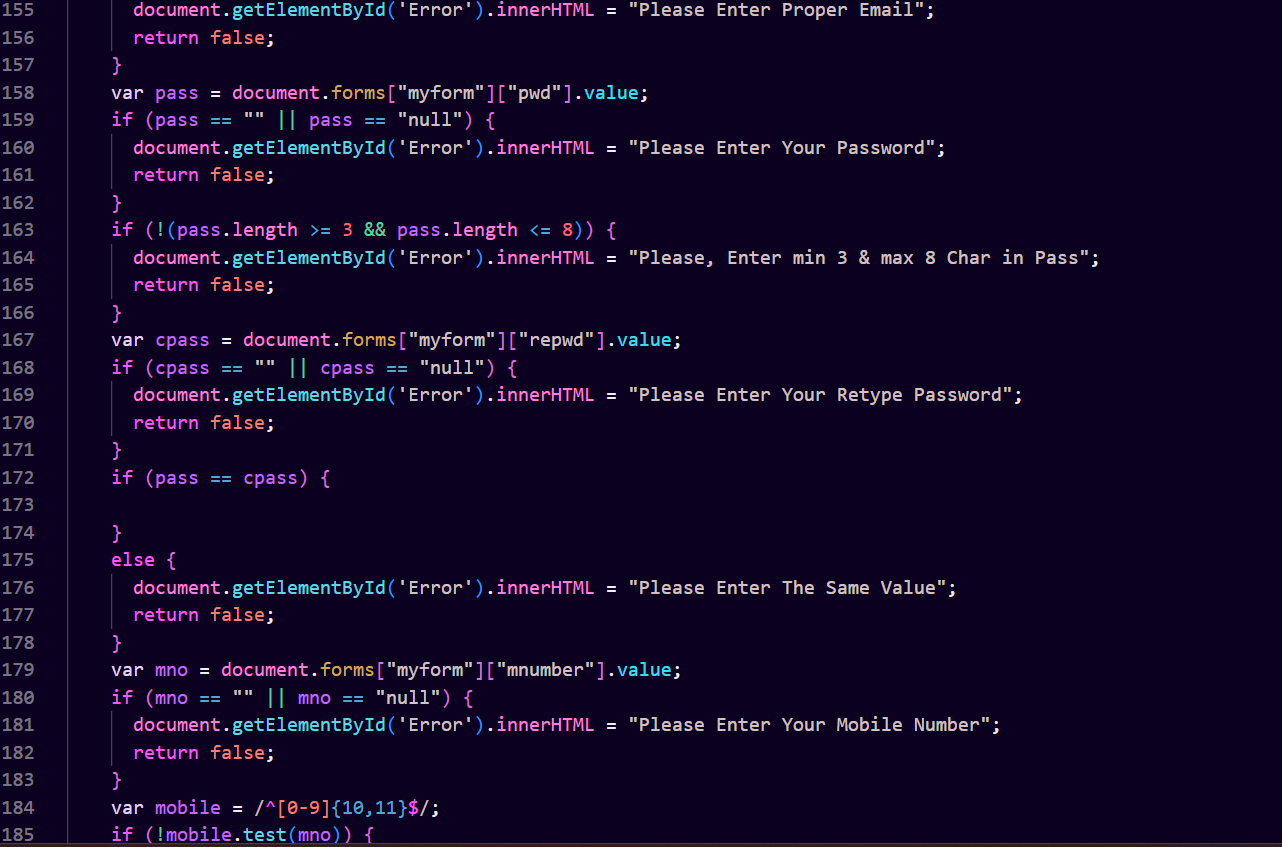 155 document.getElementById('Error').innerHTML = "Please Enter Proper Email";
156 return false;
157 }
158 var pass = document.forms["myform"]["pwd"].value;
159 if (pass == "" || pass == "null") {
160 document.getElementById('Error').innerHTML = "Please Enter Your Password";
161 return false;
162 }
163 if (!(pass.length >= 3 && pass.length <= 8)) {
164 document.getElementById('Error').innerHTML = "Please, Enter min 3 & max 8 Char in Pass";
165 return false;
166 }
167 var cpass = document.forms["myform"]["repwd"].value;
168 if (cpass == "" || cpass == "null") {
169 document.getElementById('Error').innerHTML = "Please Enter Your Retype Password";
170 return false;
171 }
172 if (pass == cpass) {
173
174 }
175 else {
176 document.getElementById('Error').innerHTML = "Please Enter The Same Value";
177 return false;
178 }
179 var mno = document.forms["myform"]["mnumber"].value;
180 if (mno == "" || mno == "null") {
181 document.getElementById('Error').innerHTML = "Please Enter Your Mobile Number";
182 return false;
183 }
184 var mobile = /^[0-9]{10,11}$/;
185 if (!mobile.test(mno)) {